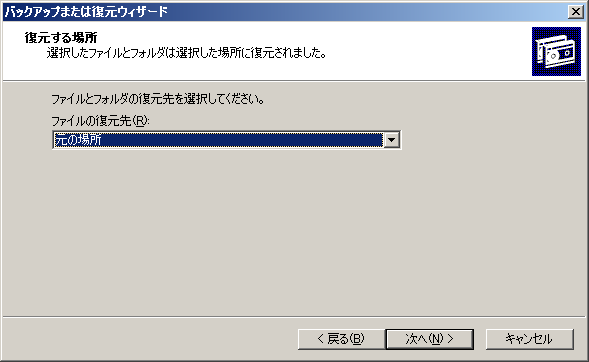 バックアップまたは復元ウィザード
復元する場所
選択したファイルとフォルダは選択した場所に復元されました。
ファイルとフォルダの復元先を選択してください。
ファイルの復元先(R):
元の場所
< 戻る(B)
次へ(N) >
キャンセル